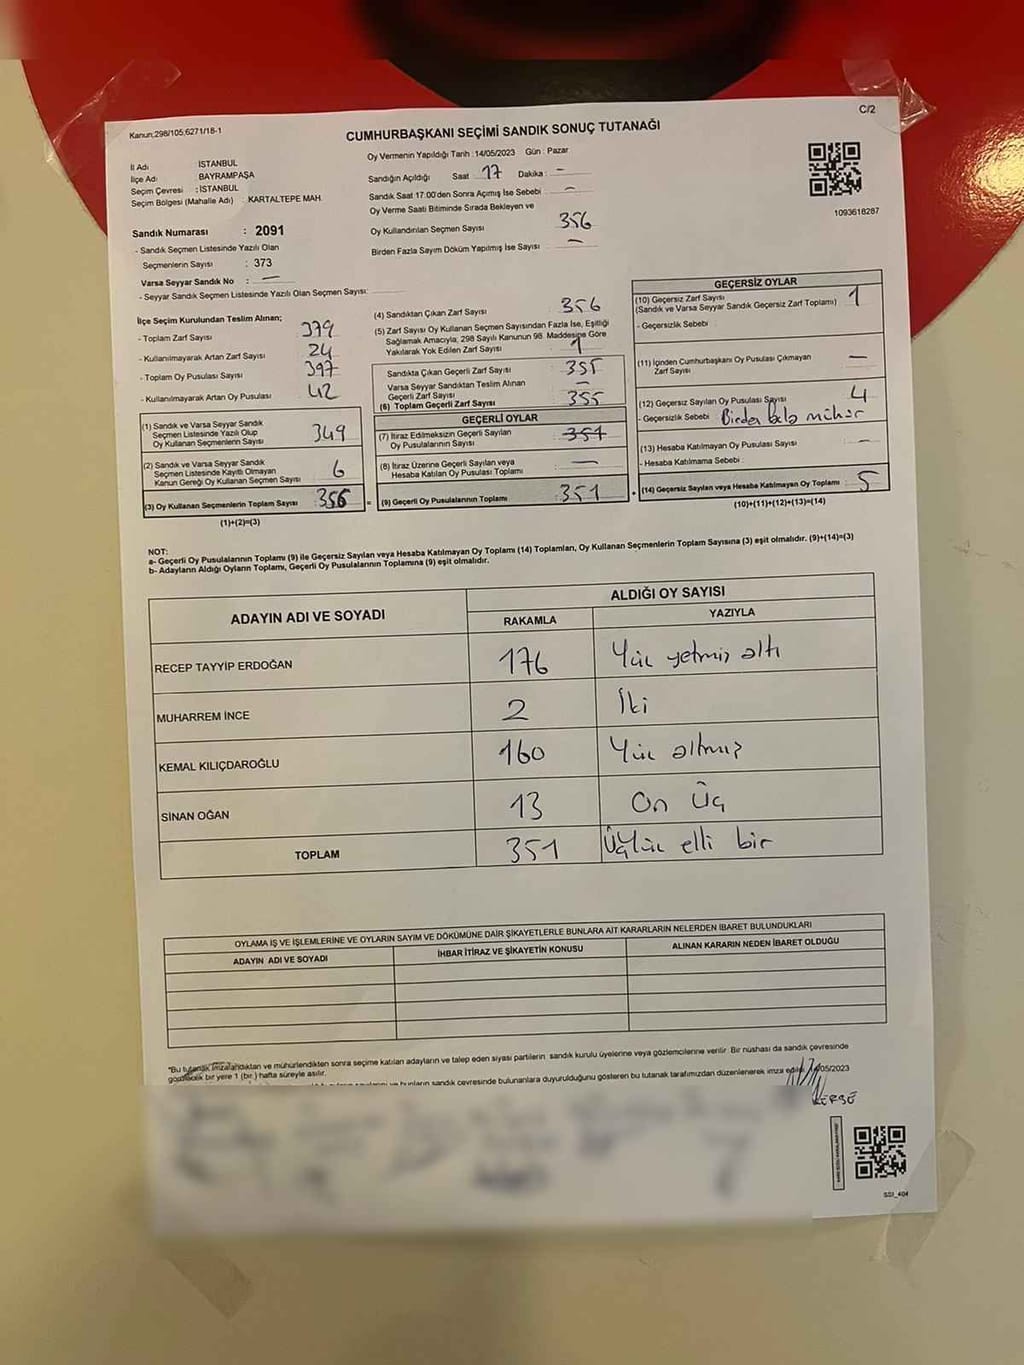 C/2
Kanun;298/105;6271/18-1
CUMHURBAŞKANI SEÇİMİ SANDIK SONUÇ TUTANAĞI
İl Adı İSTANBUL
İlçe Adı BAYRAMPAŞA
Seçim Çevresi : İSTANBUL
Seçim Bölgesi (Mahalle Adı) KARTALTEPE MAH.
Sandık Numarası : 2091
- Sandık Seçmen Listesinde Yazılı Olan
Seçmenlerin Sayısı : 373
Varsa Seyyar Sandık No : —
- Seyyar Sandık Seçmen Listesinde Yazılı Olan Seçmen Sayısı:
Oy Vermenin Yapıldığı Tarih :14/05/2023 Gün : Pazar
Sandığın Açıldığı Saat 17 Dakika : —
Sandık Saat 17:00'den Sonra Açımış İse Sebebi —
Oy Verme Saati Bitiminde Sırada Bekleyen ve
Oy Kullandırılan Seçmen Sayısı 356
Birden Fazla Sayım Döküm Yapılmış İse Sayısı : —
1093618287
İlçe Seçim Kurulundan Teslim Alınan;
- Toplam Zarf Sayısı 379
- Kullanılmayarak Artan Zarf Sayısı 24
- Toplam Oy Pusulası Sayısı 397
- Kullanılmayarak Artan Oy Pusulası 42
(1) Sandık ve Varsa Seyyar Sandık
Seçmen Listesinde Yazılı Olup
Oy Kullanan Seçmenlerin Sayısı 349
(2) Sandık ve Varsa Seyyar Sandık
Seçmen Listesinde Kayıtlı Olmayan
Kanun Gereği Oy Kullanan Seçmen Sayısı 6
(3) Oy Kullanan Seçmenlerin Toplam Sayısı 356
(1)+(2)=(3)
(4) Sandıktan Çıkan Zarf Sayısı 356
(5) Zarf Sayısı Oy Kullanan Seçmen Sayısından Fazla İse, Eşitliği
Sağlamak Amacıyla; 298 Sayılı Kanunun 98. Maddesine Göre
Yakılarak Yok Edilen Zarf Sayısı 1
Sandıkta Çıkan Geçerli Zarf Sayısı 355
Varsa Seyyar Sandıktan Teslim Alınan
Geçerli Zarf Sayısı —
(6) Toplam Geçerli Zarf Sayısı 355
GEÇERLİ OYLAR
(7) İtiraz Edilmeksizin Geçerli Sayılan
Oy Pusulalarının Sayısı 351
(8) İtiraz Üzerine Geçerli Sayılan veya
Hesaba Katılan Oy Pusulası Toplamı —
= (9) Geçerli Oy Pusulalarının Toplamı 351
GEÇERSİZ OYLAR
(10) Geçersiz Zarf Sayısı
(Sandık ve Varsa Seyyar Sandık Geçersiz Zarf Toplamı) 1
- Geçersizlik Sebebi
(11) İçinden Cumhurbaşkanı Oy Pusulası Çıkmayan
Zarf Sayısı —
(12) Geçersiz Sayılan Oy Pusulası Sayısı 4
- Geçersizlik Sebebi mühür
(13) Hesaba Katılmayan Oy Pusulası Sayısı —
- Hesaba Katılmama Sebebi :
+ (14) Geçersiz Sayılan veya Hesaba Katılmayan Oy Toplamı 5
(10)+(11)+(12)+(13)=(14)
NOT:
a- Geçerli Oy Pusulalarının Toplamı (9) ile Geçersiz Sayılan veya Hesaba Katılmayan Oy Toplamı (14) Toplamları, Oy Kullanan Seçmenlerin Toplam Sayısına (3) eşit olmalıdır. (9)+(14)=(3)
b- Adayların Aldığı Oyların Toplamı, Geçerli Oy Pusulalarının Toplamına (9) eşit olmalıdır.
ADAYIN ADI VE SOYADI ALDIĞI OY SAYISI
RAKAMLA YAZIYLA
RECEP TAYYİP ERDOĞAN 176 Yüz yetmiş altı
MUHARREM İNCE 2 İki
KEMAL KILIÇDAROĞLU 160 Yüz altmış
SİNAN OĞAN 13 On Üç
TOPLAM 351 Üçyüz elli bir
OYLAMA İŞ VE İŞLEMLERİNE VE OYLARIN SAYIM VE DÖKÜMÜNE DAİR ŞİKAYETLERLE BUNLARA AİT KARARLARIN NELERDEN İBARET BULUNDUKLARI
ADAYIN ADI VE SOYADI İHBAR İTİRAZ VE ŞİKAYETİN KONUSU ALINAN KARARIN NEDEN İBARET OLDUĞU
"Bu tutanak imzalandıktan ve mühürlendikten sonra seçime katılan adayların ve talep eden siyasi partilerin sandık kurulu üyelerine veya gözlemcilerine verilir. Bir nüshası da sandık çevresinde
görülecek bir yere 1 (bir) hafta süreyle asılır.
ve bunların sandık çevresinde bulunanlara duyurulduğunu gösteren bu tutanak tarafımızdan düzenlenerek imza /05/2023
SSİ_404